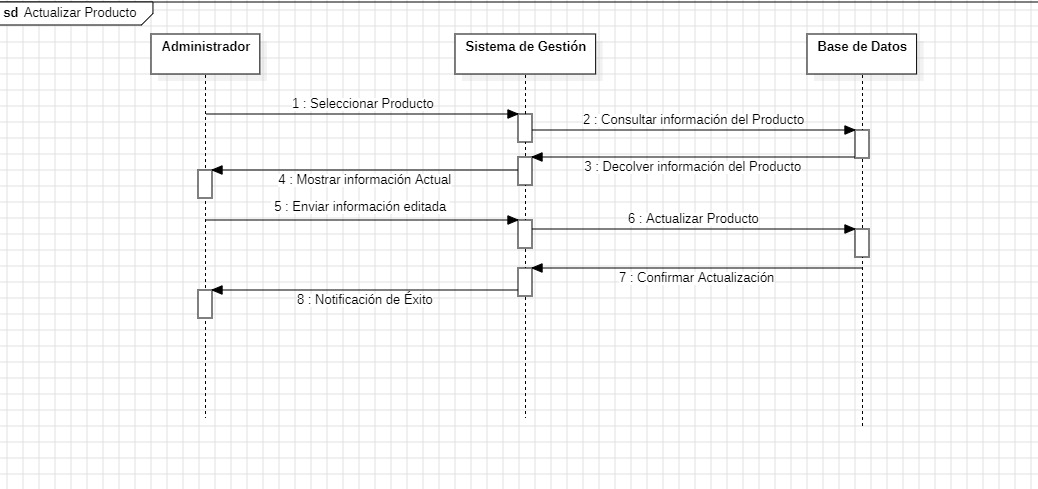 sd Actualizar Producto
Administrador
Sistema de Gestión
Base de Datos
1 : Seleccionar Producto
2 : Consultar información del Producto
3 : Decolver información del Producto
4 : Mostrar información Actual
5 : Enviar información editada
6 : Actualizar Producto
7 : Confirmar Actualización
8 : Notificación de Éxito